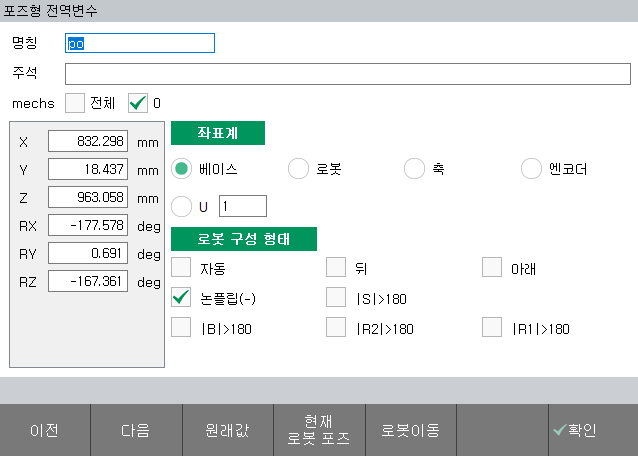 포즈형 전역변수
명칭 po
주석
mechs 전체 0
좌표계
X 832.298 mm
베이스 로봇 축 엔코더
Y 18.437 mm
Z 963.058 mm
U 1
RX -177.578 deg
로봇 구성 형태
RY 0.691 deg
자동 뒤 아래
RZ -167.361 deg
논플립(-) |S|>180
|B|>180 |R2|>180 |R1|>180
이전 다음 원래값 현재 로봇이동 확인
로봇 포즈